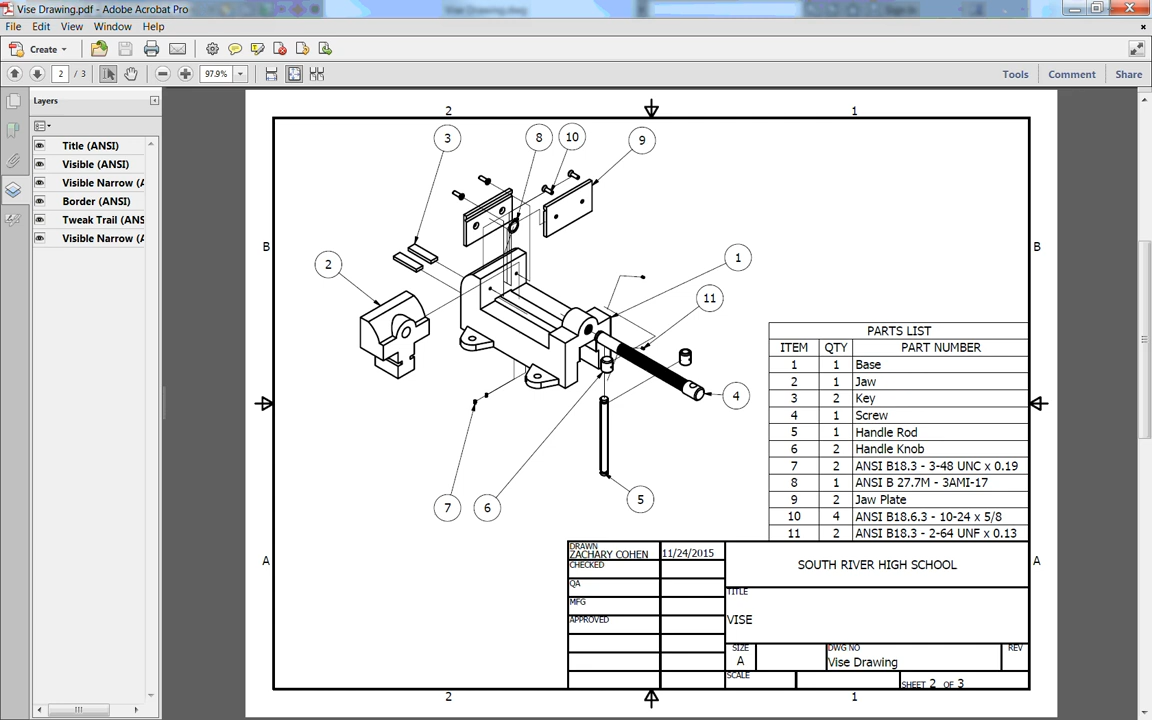 Vise Drawing.pdf - Adobe Acrobat Pro
File Edit View Window Help
Create
2 / 3 97.9% Tools Comment Share
Layers
Title (ANSI)
Visible (ANSI)
Visible Narrow (A
Border (ANSI)
Tweak Trail (ANS
Visible Narrow (A
2 1
3 8 10 9
B B
2 1
11
4
7 6 5
PARTS LIST
ITEM QTY PART NUMBER
1 1 Base
2 1 Jaw
3 2 Key
4 1 Screw
5 1 Handle Rod
6 2 Handle Knob
7 2 ANSI B18.3 - 3-48 UNC x 0.19
8 1 ANSI B 27.7M - 3AMI-17
9 2 Jaw Plate
10 4 ANSI B18.6.3 - 10-24 x 5/8
11 2 ANSI B18.3 - 2-64 UNF x 0.13
A A
DRAWN
ZACHARY COHEN 11/24/2015
CHECKED
QA
MFG
APPROVED
SOUTH RIVER HIGH SCHOOL
TITLE
VISE
SIZE
A
DWG NO
Vise Drawing
REV
SCALE
SHEET 2 OF 3
2 1